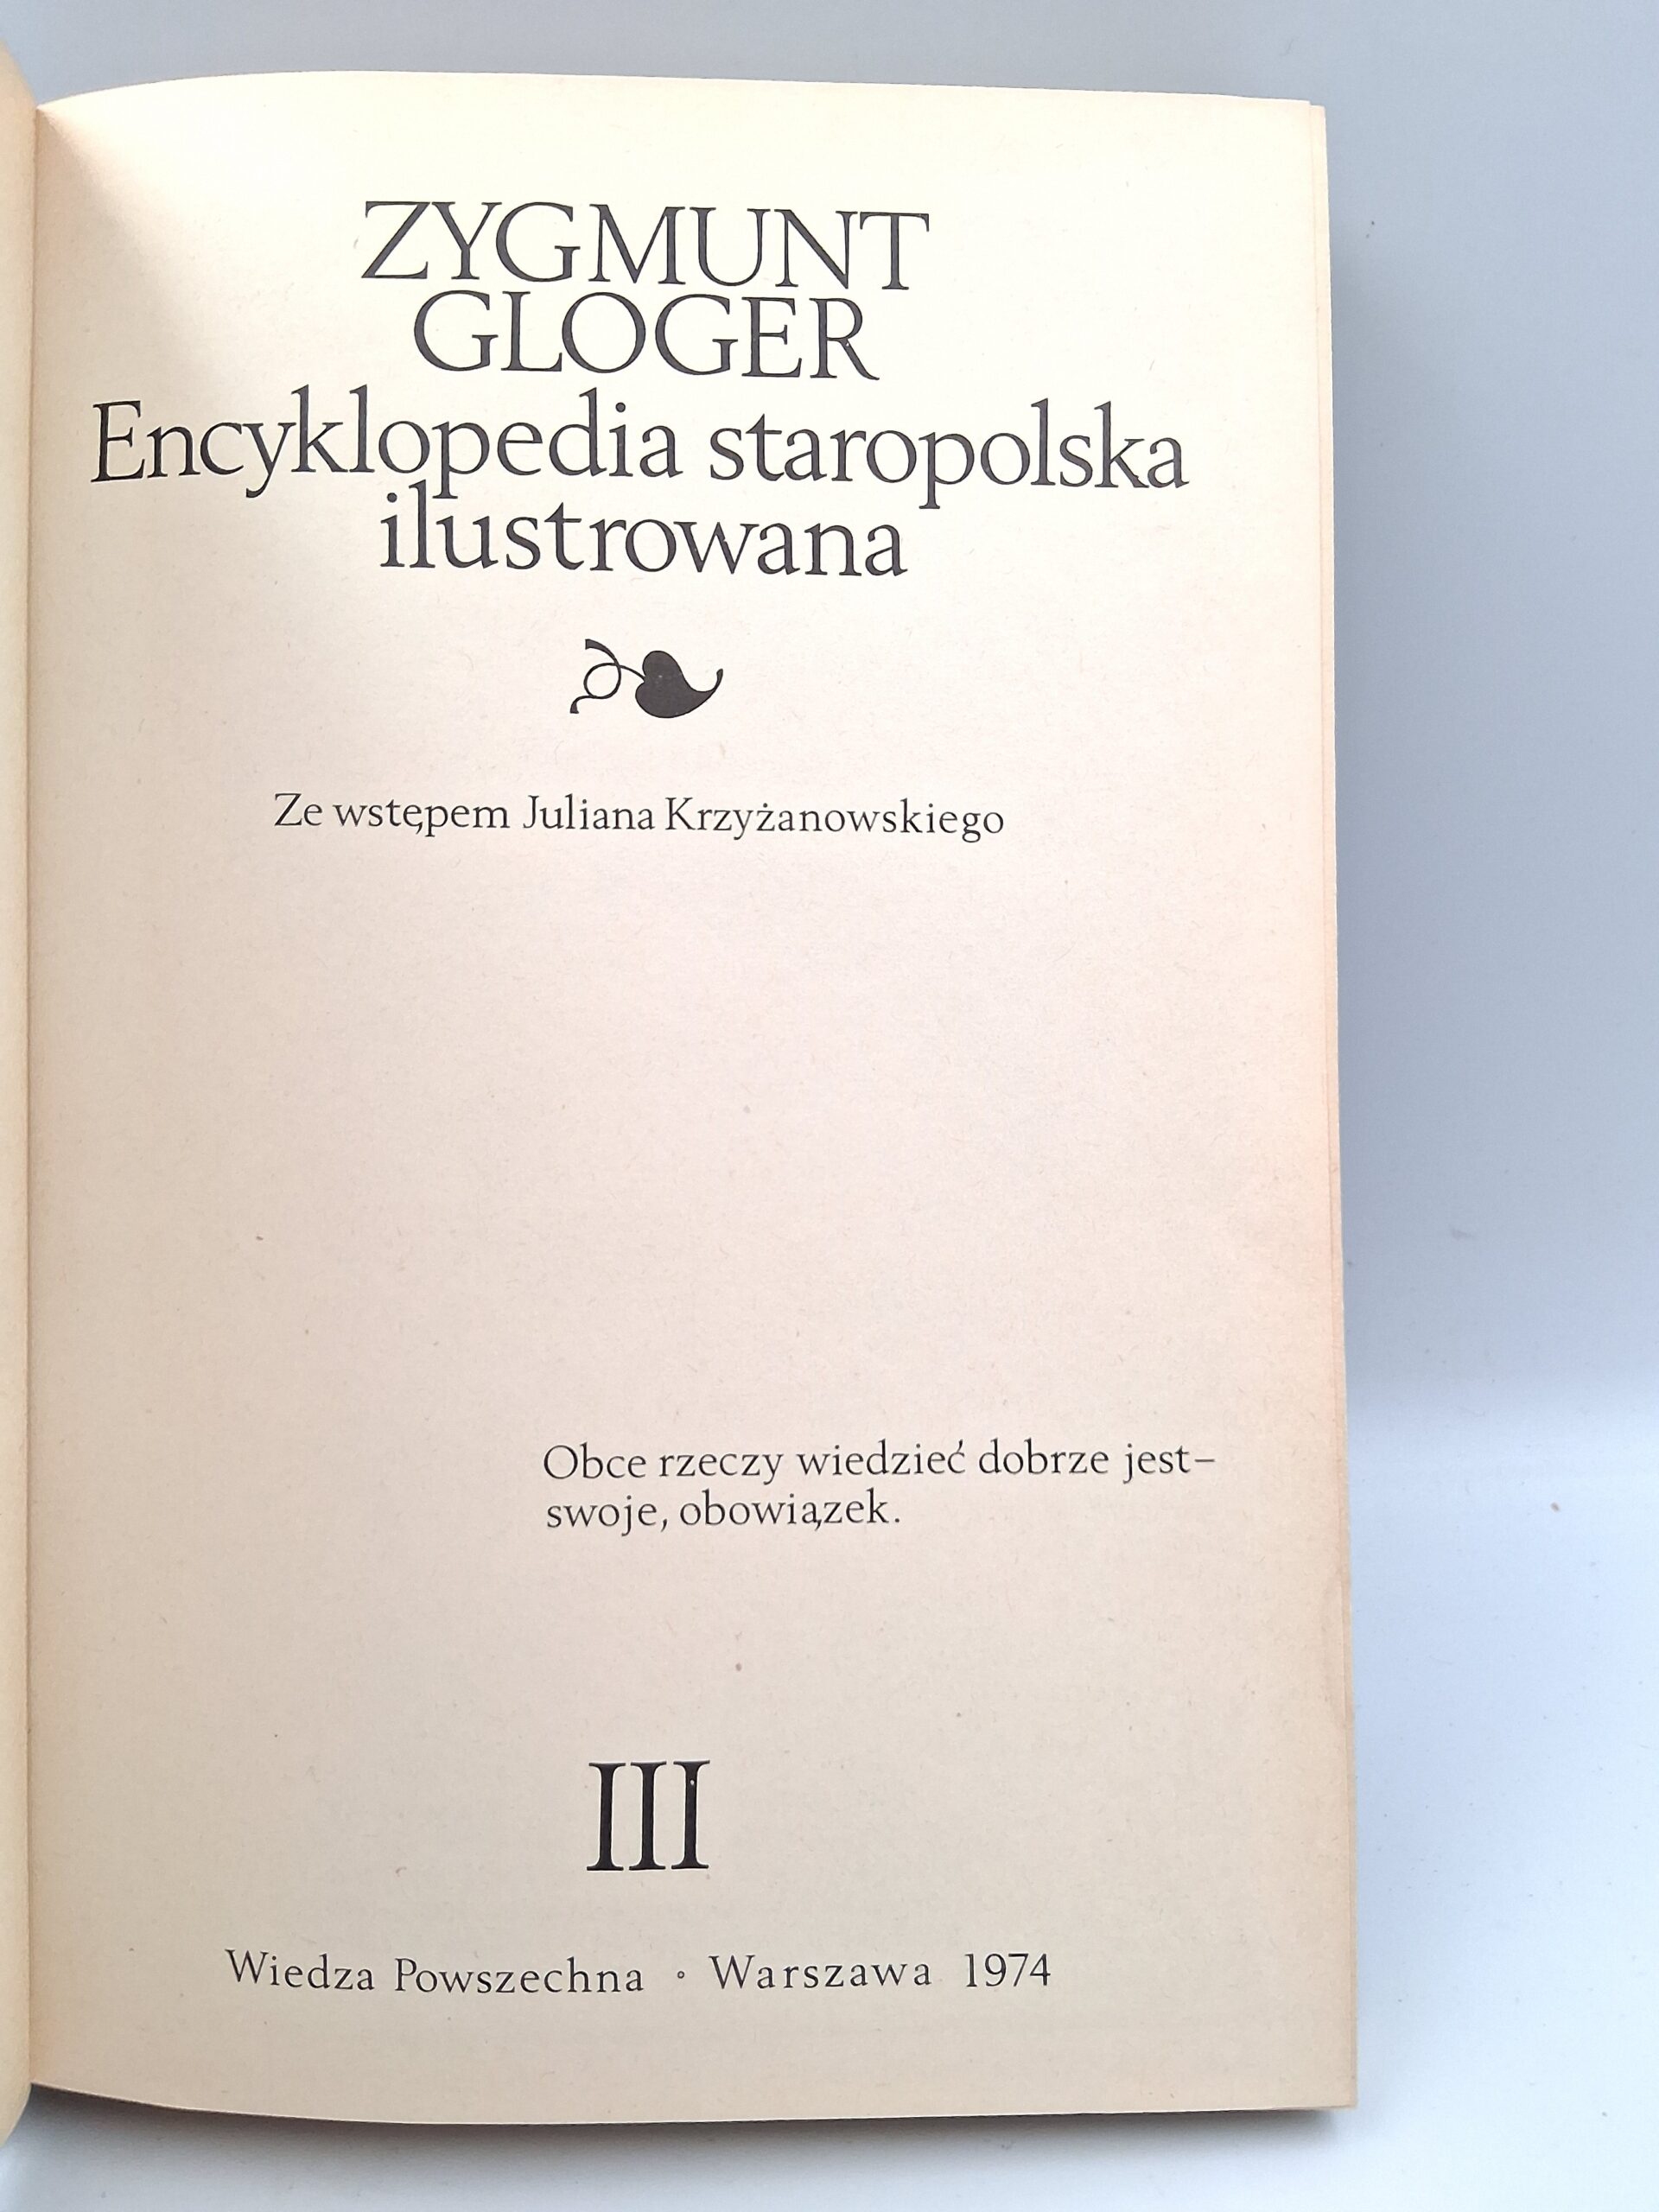 ZYGMUNT
GLOGER
Encyklopedia staropolska
ilustrowana
Ze wstępem Juliana Krzyżanowskiego
Obce rzeczy wiedzieć dobrze jest–
swoje, obowiązek.
III
Wiedza Powszechna • Warszawa 1974